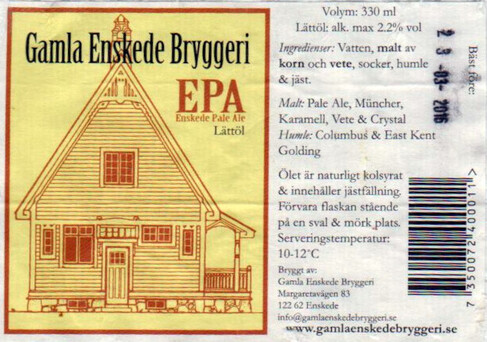 Gamla Enskede Bryggeri
EPA
Enskede Pale Ale
Lättöl
Volym: 330 ml
Lättöl: alk. max 2.2% vol
Ingredienser: Vatten, malt av
korn och vete, socker, humle
& jäst.
Malt: Pale Ale, Müncher,
Karamell, Vete & Crystal
Humle: Columbus & East Kent
Golding
Ölet är naturligt kolsyrat
& innehåller jästfällning.
Förvara flaskan stående
på en sval & mörk plats.
Serveringstemperatur:
10-12°C
Bryggt av:
Gamla Enskede Bryggeri
Margaretavägen 83
122 62 Enskede
info@gamlaenskedebryggeri.se
www.gamlaenskedebryggeri.se
Bäst före:
23-03-2016
7 350072 400011 >